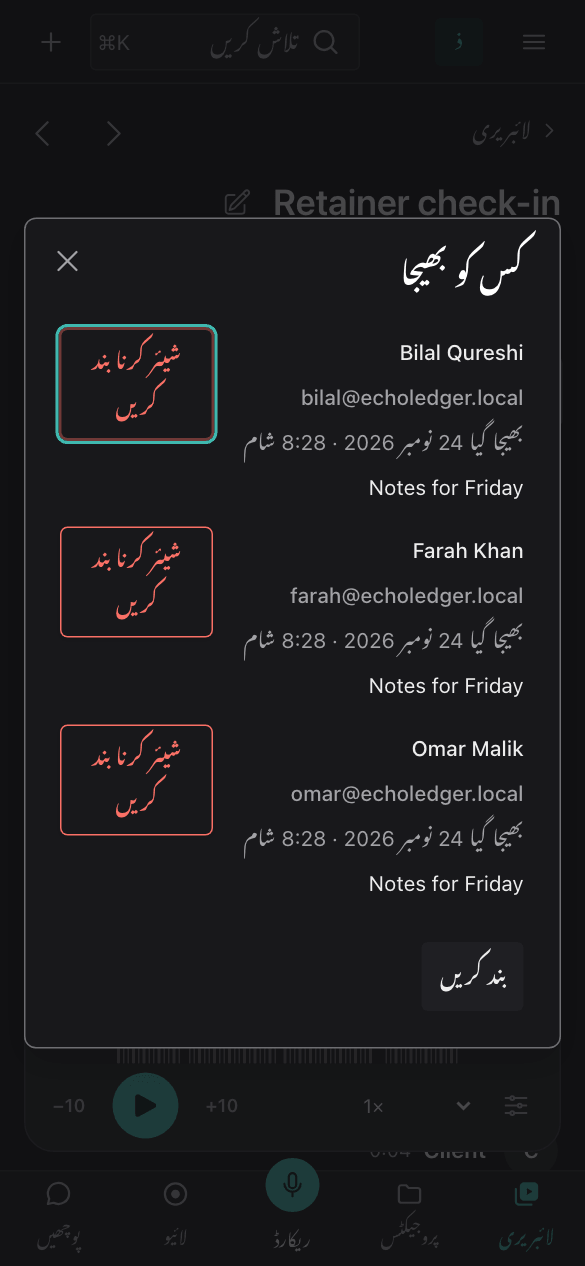 تلاش کریں
⌘K
ذ
لائبریری
Retainer check-in
کس کو بھیجا
Bilal Qureshi
bilal@echoledger.local
بھیجا گیا 24 نومبر 2026 · 8:28 شام
Notes for Friday
شیئر کرنا بند
کریں
Farah Khan
farah@echoledger.local
بھیجا گیا 24 نومبر 2026 · 8:28 شام
Notes for Friday
شیئر کرنا بند
کریں
Omar Malik
omar@echoledger.local
بھیجا گیا 24 نومبر 2026 · 8:28 شام
Notes for Friday
شیئر کرنا بند
کریں
بند کریں
−10
+10
1×
0:04 Client C
لائبریری
پروجیکٹس
ریکارڈ
لائیو
پوچھیں